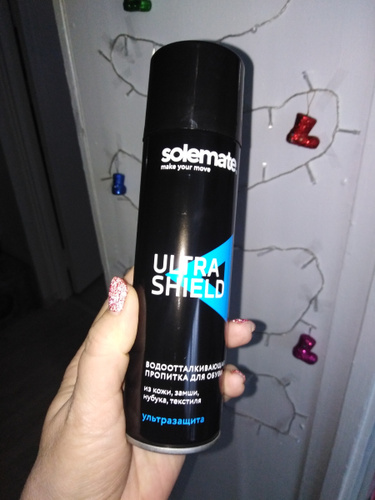 solemate
make your move
ULTRA
SHIELD
ВОДООТТАЛКИВАЮЩАЯ
ПРОПИТКА ДЛЯ ОБУВИ
из кожи, замши,
нубука, текстиля
ультразащита